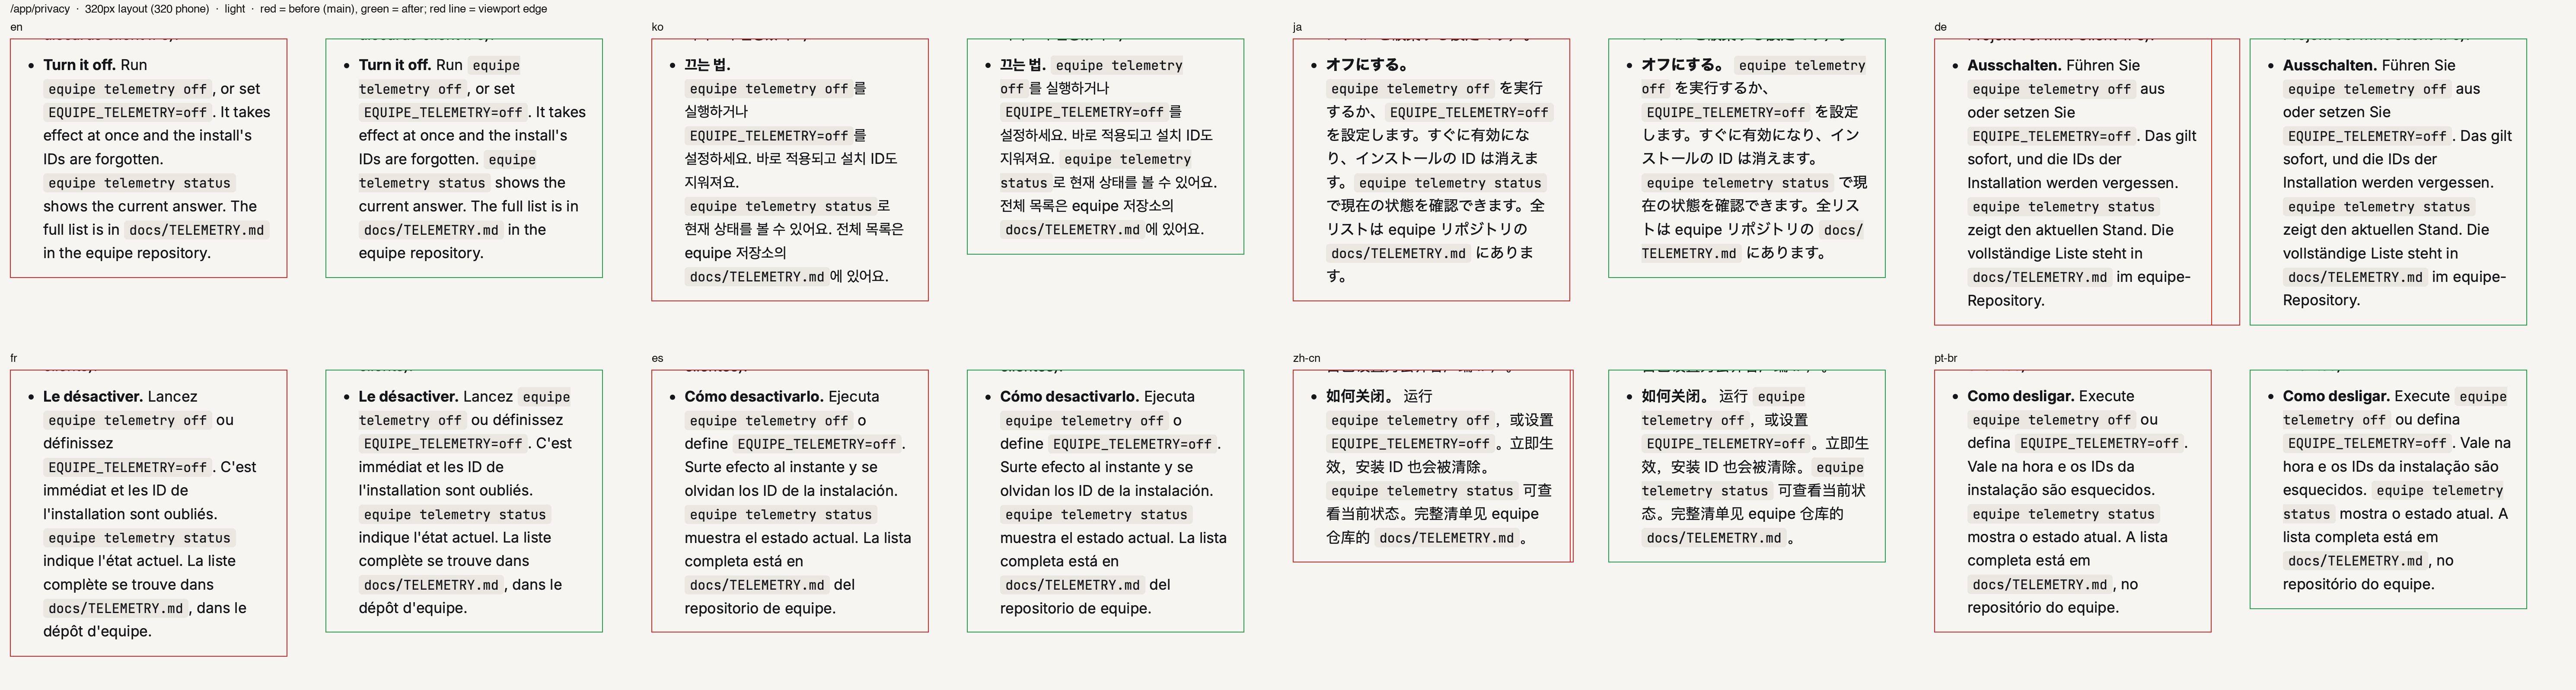 /app/privacy · 320px layout (320 phone) · light · red = before (main), green = after; red line = viewport edge
en
• Turn it off. Run
equipe telemetry off, or set
EQUIPE_TELEMETRY=off. It takes
effect at once and the install's
IDs are forgotten.
equipe telemetry status
shows the current answer. The
full list is in docs/TELEMETRY.md
in the equipe repository.
• Turn it off. Run equipe
telemetry off, or set
EQUIPE_TELEMETRY=off. It takes
effect at once and the install's
IDs are forgotten. equipe
telemetry status shows the
current answer. The full list is in
docs/TELEMETRY.md in the
equipe repository.
ko
• 끄는 법.
equipe telemetry off를
실행하거나
EQUIPE_TELEMETRY=off를
설정하세요. 바로 적용되고 설치 ID도
지워져요.
equipe telemetry status로
현재 상태를 볼 수 있어요. 전체 목록은
equipe 저장소의
docs/TELEMETRY.md에 있어요.
• 끄는 법. equipe telemetry
off를 실행하거나
EQUIPE_TELEMETRY=off를
설정하세요. 바로 적용되고 설치 ID도
지워져요. equipe telemetry
status로 현재 상태를 볼 수 있어요.
전체 목록은 equipe 저장소의
docs/TELEMETRY.md에 있어요.
ja
• オフにする。
equipe telemetry off を実行
するか、 EQUIPE_TELEMETRY=off
を設定します。すぐに有効にな
り、インストールの ID は消えま
す。 equipe telemetry status
で現在の状態を確認できます。全
リストは equipe リポジトリの
docs/TELEMETRY.md にありま
す。
• オフにする。 equipe telemetry
off を実行するか、
EQUIPE_TELEMETRY=off を設定
します。すぐに有効になり、イン
ストールの ID は消えます。
equipe telemetry status で現
在の状態を確認できます。全リス
トは equipe リポジトリの docs/
TELEMETRY.md にあります。
de
• Ausschalten. Führen Sie
equipe telemetry off aus
oder setzen Sie
EQUIPE_TELEMETRY=off. Das gilt
sofort, und die IDs der
Installation werden vergessen.
equipe telemetry status
zeigt den aktuellen Stand. Die
vollständige Liste steht in
docs/TELEMETRY.md im equipe-
Repository.
• Ausschalten. Führen Sie
equipe telemetry off aus
oder setzen Sie
EQUIPE_TELEMETRY=off. Das gilt
sofort, und die IDs der
Installation werden vergessen.
equipe telemetry status
zeigt den aktuellen Stand. Die
vollständige Liste steht in
docs/TELEMETRY.md im equipe-
Repository.
fr
• Le désactiver. Lancez
equipe telemetry off ou
définissez
EQUIPE_TELEMETRY=off. C'est
immédiat et les ID de
l'installation sont oubliés.
equipe telemetry status
indique l'état actuel. La liste
complète se trouve dans
docs/TELEMETRY.md, dans le
dépôt d'equipe.
• Le désactiver. Lancez equipe
telemetry off ou définissez
EQUIPE_TELEMETRY=off. C'est
immédiat et les ID de
l'installation sont oubliés.
equipe telemetry status
indique l'état actuel. La liste
complète se trouve dans
docs/TELEMETRY.md, dans le
dépôt d'equipe.
es
• Cómo desactivarlo. Ejecuta
equipe telemetry off o
define EQUIPE_TELEMETRY=off.
Surte efecto al instante y se
olvidan los ID de la instalación.
equipe telemetry status
muestra el estado actual. La lista
completa está en
docs/TELEMETRY.md del
repositorio de equipe.
• Cómo desactivarlo. Ejecuta
equipe telemetry off o
define EQUIPE_TELEMETRY=off.
Surte efecto al instante y se
olvidan los ID de la instalación.
equipe telemetry status
muestra el estado actual. La lista
completa está en
docs/TELEMETRY.md del
repositorio de equipe.
zh-cn
• 如何关闭。 运行
equipe telemetry off，或设置
EQUIPE_TELEMETRY=off。立即生
效，安装 ID 也会被清除。
equipe telemetry status 可查
看当前状态。完整清单见 equipe
仓库的 docs/TELEMETRY.md。
• 如何关闭。 运行 equipe
telemetry off，或设置
EQUIPE_TELEMETRY=off。立即生
效，安装 ID 也会被清除。equipe
telemetry status 可查看当前状
态。完整清单见 equipe 仓库的
docs/TELEMETRY.md。
pt-br
• Como desligar. Execute
equipe telemetry off ou
defina EQUIPE_TELEMETRY=off.
Vale na hora e os IDs da
instalação são esquecidos.
equipe telemetry status
mostra o estado atual. A lista
completa está em
docs/TELEMETRY.md, no
repositório do equipe.
• Como desligar. Execute equipe
telemetry off ou defina
EQUIPE_TELEMETRY=off. Vale na
hora e os IDs da instalação são
esquecidos. equipe telemetry
status mostra o estado atual. A
lista completa está em
docs/TELEMETRY.md, no
repositório do equipe.